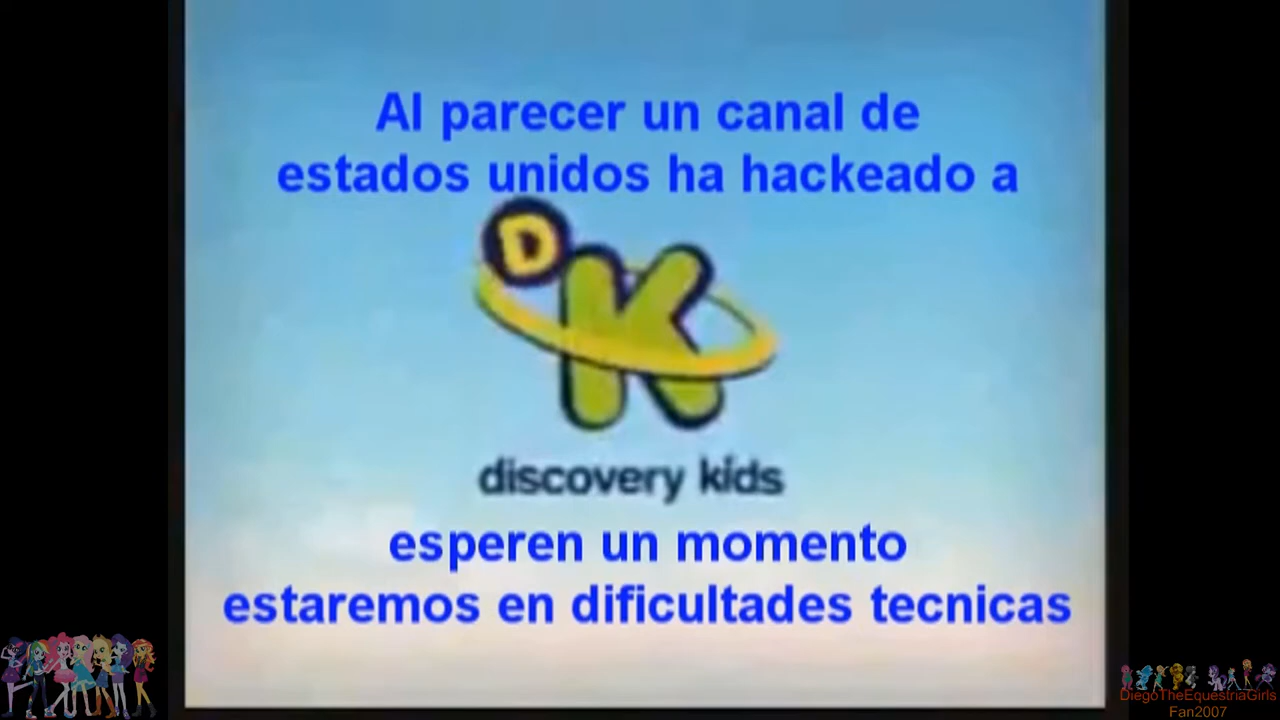 Al parecer un canal de
estados unidos ha hackeado a
D
K
discovery kids
esperen un momento
estaremos en dificultades tecnicas
DiegoTheEquestriaGirls
Fan2007